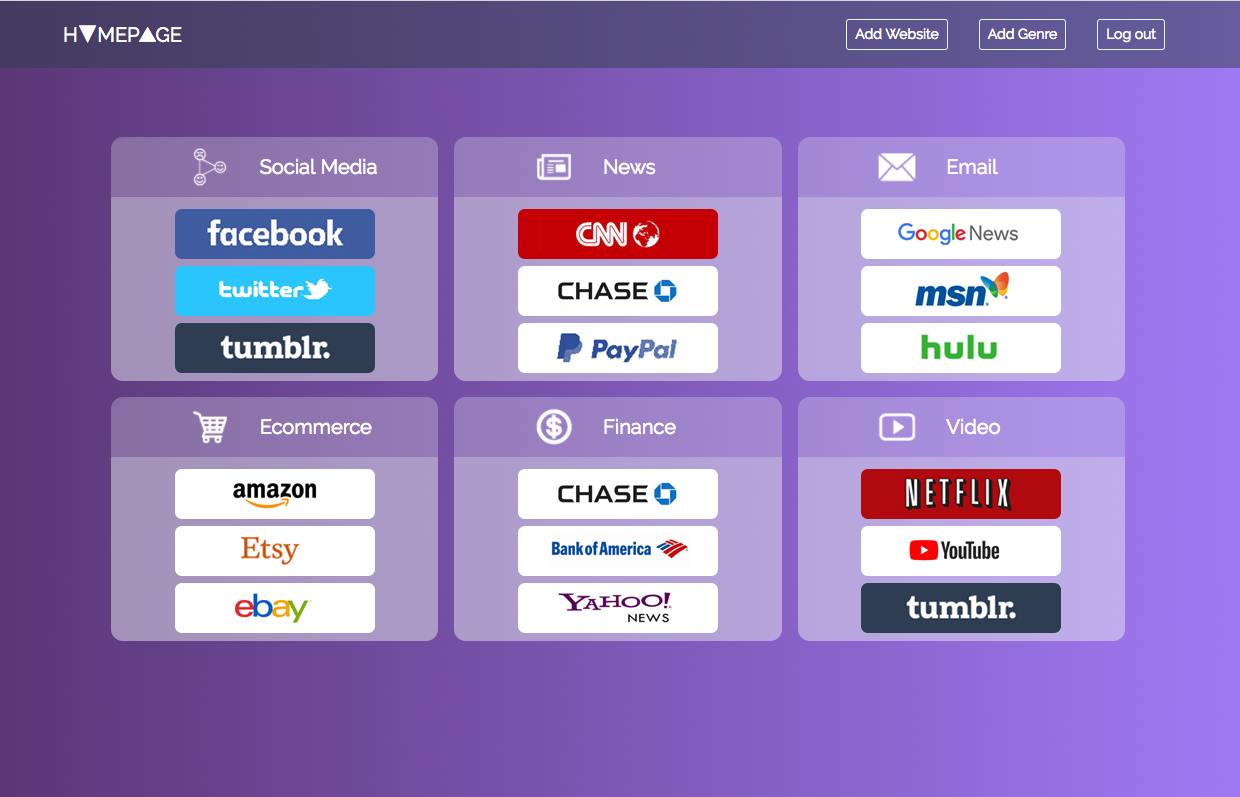 H▼MEP▲GE
Add Website
Add Genre
Log out
Social Media
facebook
twitter
tumblr.
News
CNN
CHASE
PayPal
Email
Google News
msn
hulu
Ecommerce
amazon
Etsy
ebay
Finance
CHASE
Bank of America
YAHOO!
NEWS
Video
NETFLIX
YouTube
tumblr.